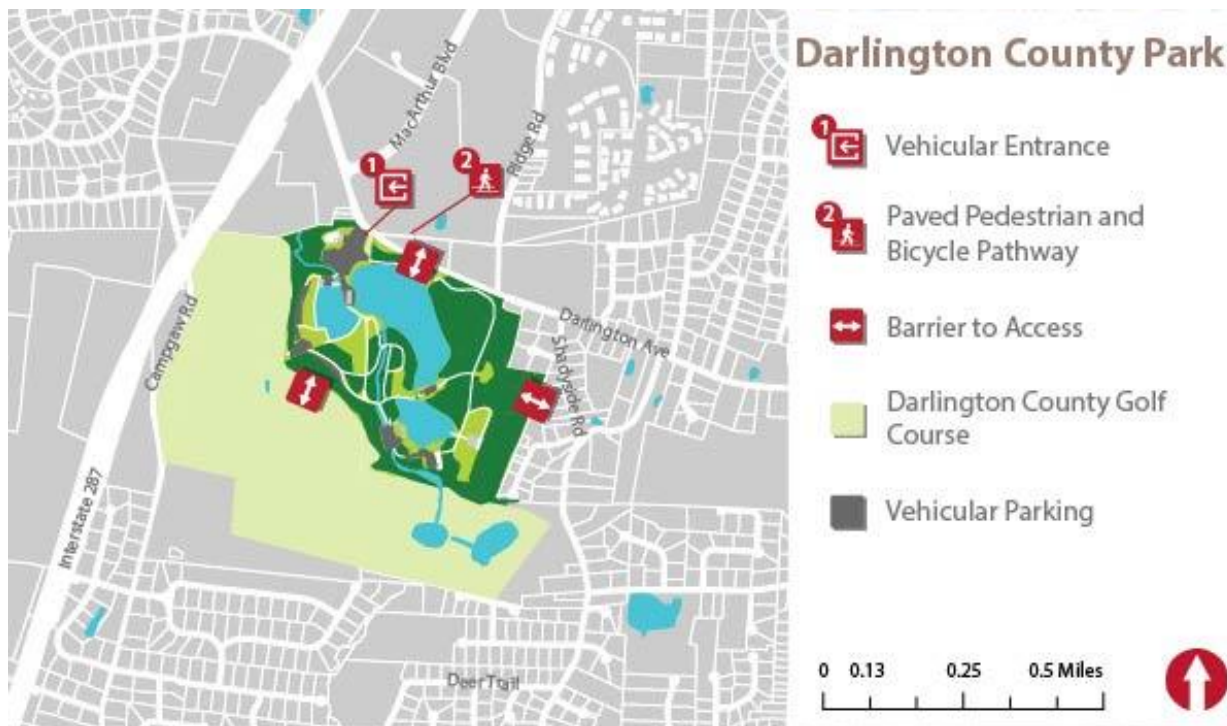 MacArthur Blvd
Ridge Rd
1
2
Campgaw Rd
Darlington Ave
Shadyside Rd
Interstate 287
Deer Trail
Darlington County Park
1
Vehicular Entrance
2
Paved Pedestrian and
Bicycle Pathway
Barrier to Access
Darlington County Golf
Course
Vehicular Parking
0 0.13 0.25 0.5 Miles